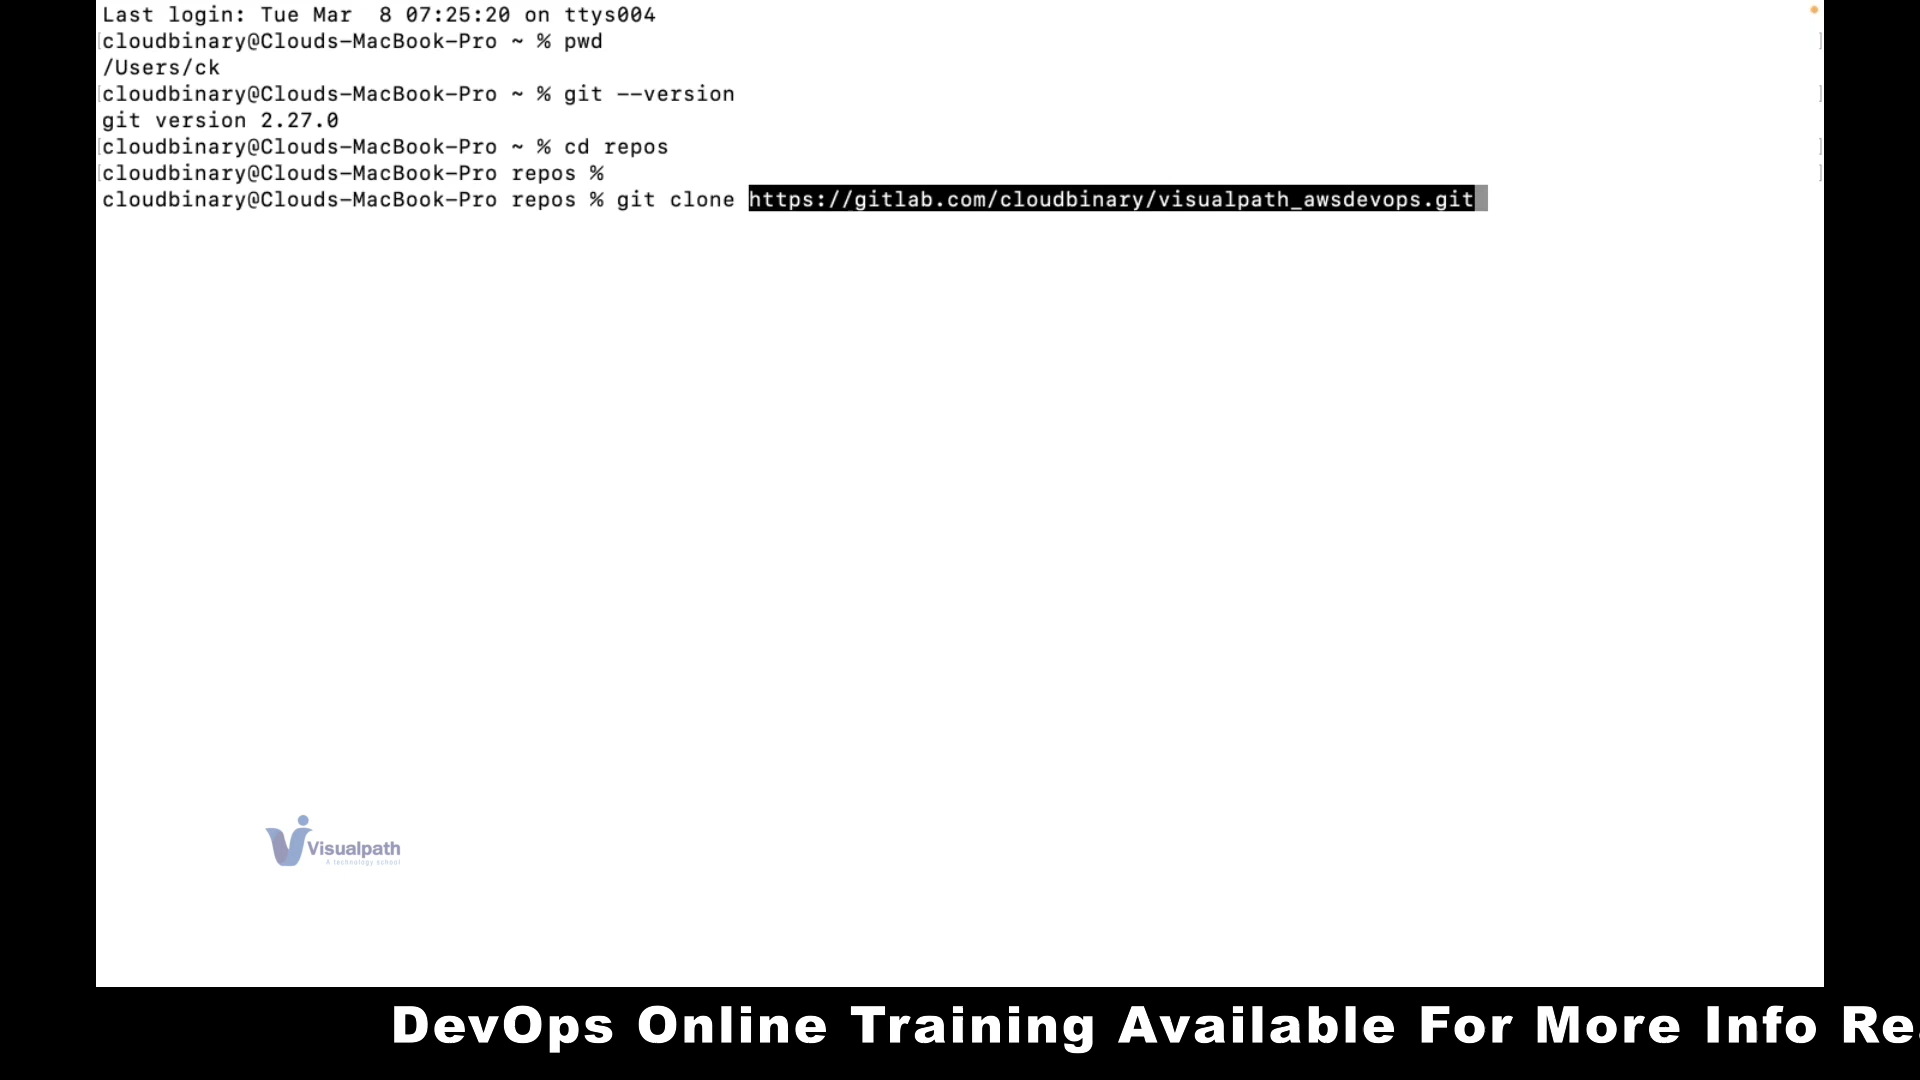 Last login: Tue Mar  8 07:25:20 on ttys004
cloudbinary@Clouds-MacBook-Pro ~ % pwd
/Users/ck
cloudbinary@Clouds-MacBook-Pro ~ % git --version
git version 2.27.0
cloudbinary@Clouds-MacBook-Pro ~ % cd repos
cloudbinary@Clouds-MacBook-Pro repos %
cloudbinary@Clouds-MacBook-Pro repos % git clone https://gitlab.com/cloudbinary/visualpath_awsdevops.git
Visualpath
A technology school
DevOps Online Training Available For More Info